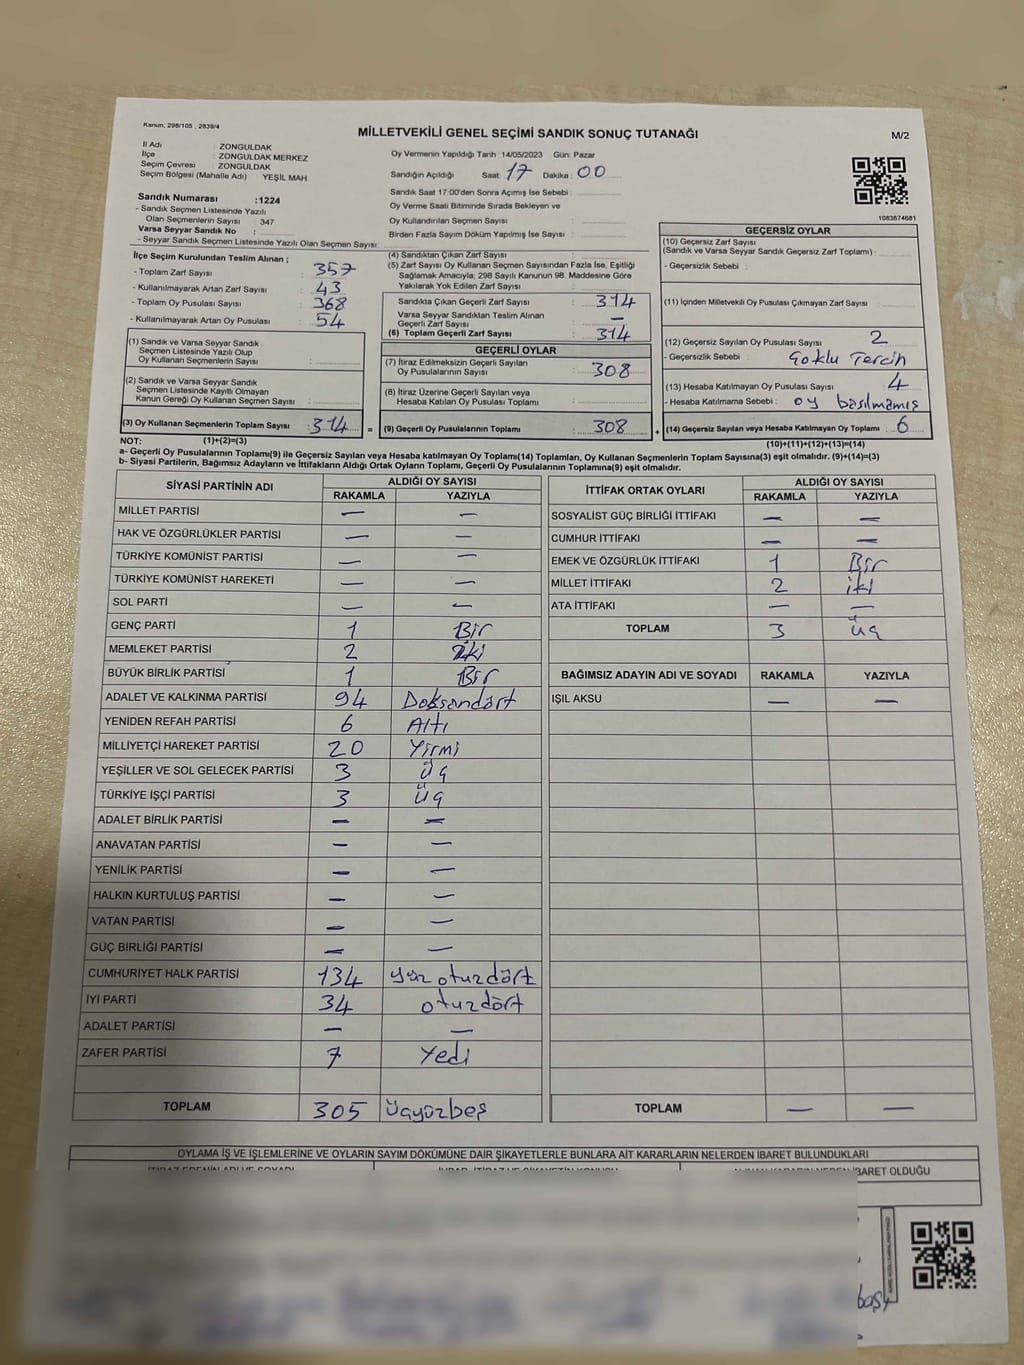 Kanun, 298/105 , 2839/4
MİLLETVEKİLİ GENEL SEÇİMİ SANDIK SONUÇ TUTANAĞI
M/2
İl Adı : ZONGULDAK
İlçe : ZONGULDAK MERKEZ
Seçim Çevresi : ZONGULDAK
Seçim Bölgesi (Mahalle Adı) : YEŞİL MAH
Sandık Numarası :1224
- Sandık Seçmen Listesinde Yazılı
Olan Seçmenlerin Sayısı : 347
Varsa Seyyar Sandık No :
- Seyyar Sandık Seçmen Listesinde Yazılı Olan Seçmen Sayısı:
Oy Vermenin Yapıldığı Tarih :14/05/2023 Gün: Pazar
Sandığın Açıldığı Saat: 17 Dakika : 00
Sandık Saat 17:00'den Sonra Açımış İse Sebebi :
Oy Verme Saati Bitiminde Sırada Bekleyen ve
Oy Kullandırılan Seçmen Sayısı :
Birden Fazla Sayım Döküm Yapılmış İse Sayısı :
1083674681
İlçe Seçim Kurulundan Teslim Alınan ;
- Toplam Zarf Sayısı : 357
- Kullanılmayarak Artan Zarf Sayısı : 43
- Toplam Oy Pusulası Sayısı : 368
- Kullanılmayarak Artan Oy Pusulası : 54
(1) Sandık ve Varsa Seyyar Sandık
Seçmen Listesinde Yazılı Olup
Oy Kullanan Seçmenlerin Sayısı :
(2) Sandık ve Varsa Seyyar Sandık
Seçmen Listesinde Kayıtlı Olmayan
Kanun Gereği Oy Kullanan Seçmen Sayısı :
(3) Oy Kullanan Seçmenlerin Toplam Sayısı : 314 =
(4) Sandıktan Çıkan Zarf Sayısı :
(5) Zarf Sayısı Oy Kullanan Seçmen Sayısından Fazla İse, Eşitliği
Sağlamak Amacıyla, 298 Sayılı Kanunun 98. Maddesine Göre
Yakılarak Yok Edilen Zarf Sayısı :
Sandıkta Çıkan Geçerli Zarf Sayısı : 314
Varsa Seyyar Sandıktan Teslim Alınan
Geçerli Zarf Sayısı : —
(6) Toplam Geçerli Zarf Sayısı : 314
GEÇERLİ OYLAR
(7) İtiraz Edilmeksizin Geçerli Sayılan
Oy Pusulalarının Sayısı : 308
(8) İtiraz Üzerine Geçerli Sayılan veya
Hesaba Katılan Oy Pusulası Toplamı :
(9) Geçerli Oy Pusulalarının Toplamı : 308 +
GEÇERSİZ OYLAR
(10) Geçersiz Zarf Sayısı
(Sandık ve Varsa Seyyar Sandık Geçersiz Zarf Toplamı) :
- Geçersizlik Sebebi :
(11) İçinden Milletvekili Oy Pusulası Çıkmayan Zarf Sayısı :
(12) Geçersiz Sayılan Oy Pusulası Sayısı : 2
- Geçersizlik Sebebi : Çoklu Tercih
(13) Hesaba Katılmayan Oy Pusulası Sayısı : 4
- Hesaba Katılmama Sebebi : oy basılmamış
(14) Geçersiz Sayılan veya Hesaba Katılmayan Oy Toplamı : 6
NOT: (1)+(2)=(3)
(10)+(11)+(12)+(13)=(14)
a- Geçerli Oy Pusulalarının Toplamı(9) ile Geçersiz Sayılan veya Hesaba katılmayan Oy Toplamı(14) Toplamları, Oy Kullanan Seçmenlerin Toplam Sayısına(3) eşit olmalıdır. (9)+(14)=(3)
b- Siyasi Partilerin, Bağımsız Adayların ve İttifakların Aldığı Ortak Oyların Toplamı, Geçerli Oy Pusulalarının Toplamına(9) eşit olmalıdır.
SİYASİ PARTİNİN ADI ALDIĞI OY SAYISI
RAKAMLA YAZIYLA
MİLLET PARTİSİ — —
HAK VE ÖZGÜRLÜKLER PARTİSİ — —
TÜRKİYE KOMÜNİST PARTİSİ — —
TÜRKİYE KOMÜNİST HAREKETİ — —
SOL PARTİ — —
GENÇ PARTİ 1 Bir
MEMLEKET PARTİSİ 2 İki
BÜYÜK BİRLİK PARTİSİ 1 Bir
ADALET VE KALKINMA PARTİSİ 94 Doksandört
YENİDEN REFAH PARTİSİ 6 Altı
MİLLİYETÇİ HAREKET PARTİSİ 20 Yirmi
YEŞİLLER VE SOL GELECEK PARTİSİ 3 üç
TÜRKİYE İŞÇİ PARTİSİ 3 üç
ADALET BİRLİK PARTİSİ — —
ANAVATAN PARTİSİ — —
YENİLİK PARTİSİ — —
HALKIN KURTULUŞ PARTİSİ — —
VATAN PARTİSİ — —
GÜÇ BİRLİĞİ PARTİSİ — —
CUMHURİYET HALK PARTİSİ 134 yüz otuzdört
İYİ PARTİ 34 otuzdört
ADALET PARTİSİ — —
ZAFER PARTİSİ 7 Yedi
TOPLAM 305 üçyüzbeş
İTTİFAK ORTAK OYLARI ALDIĞI OY SAYISI
RAKAMLA YAZIYLA
SOSYALİST GÜÇ BİRLİĞİ İTTİFAKI — —
CUMHUR İTTİFAKI — —
EMEK VE ÖZGÜRLÜK İTTİFAKI 1 Bir
MİLLET İTTİFAKI 2 iki
ATA İTTİFAKI — —
TOPLAM 3 üç
BAĞIMSIZ ADAYIN ADI VE SOYADI RAKAMLA YAZIYLA
IŞIL AKSU — —
TOPLAM — —
OYLAMA İŞ VE İŞLEMLERİNE VE OYLARIN SAYIM DÖKÜMÜNE DAİR ŞİKAYETLERLE BUNLARA AİT KARARLARIN NELERDEN İBARET BULUNDUKLARI
İBARET OLDUĞU